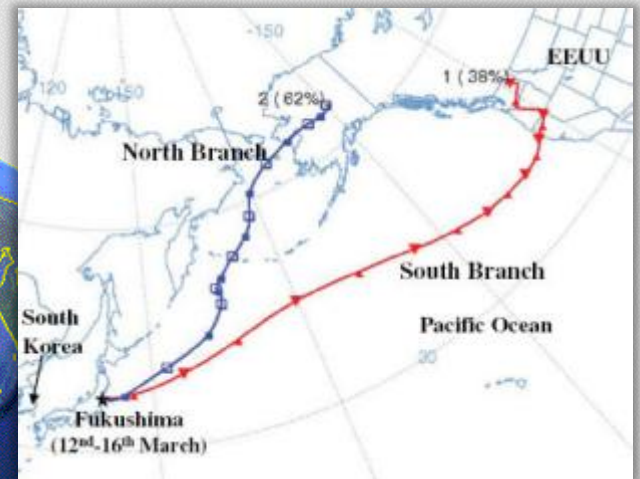 -150
EEUU
1 (38%)
120
150
2 (62%)
North Branch
South Branch
South
Korea
Pacific Ocean
Fukushima
(12nd-16th March)